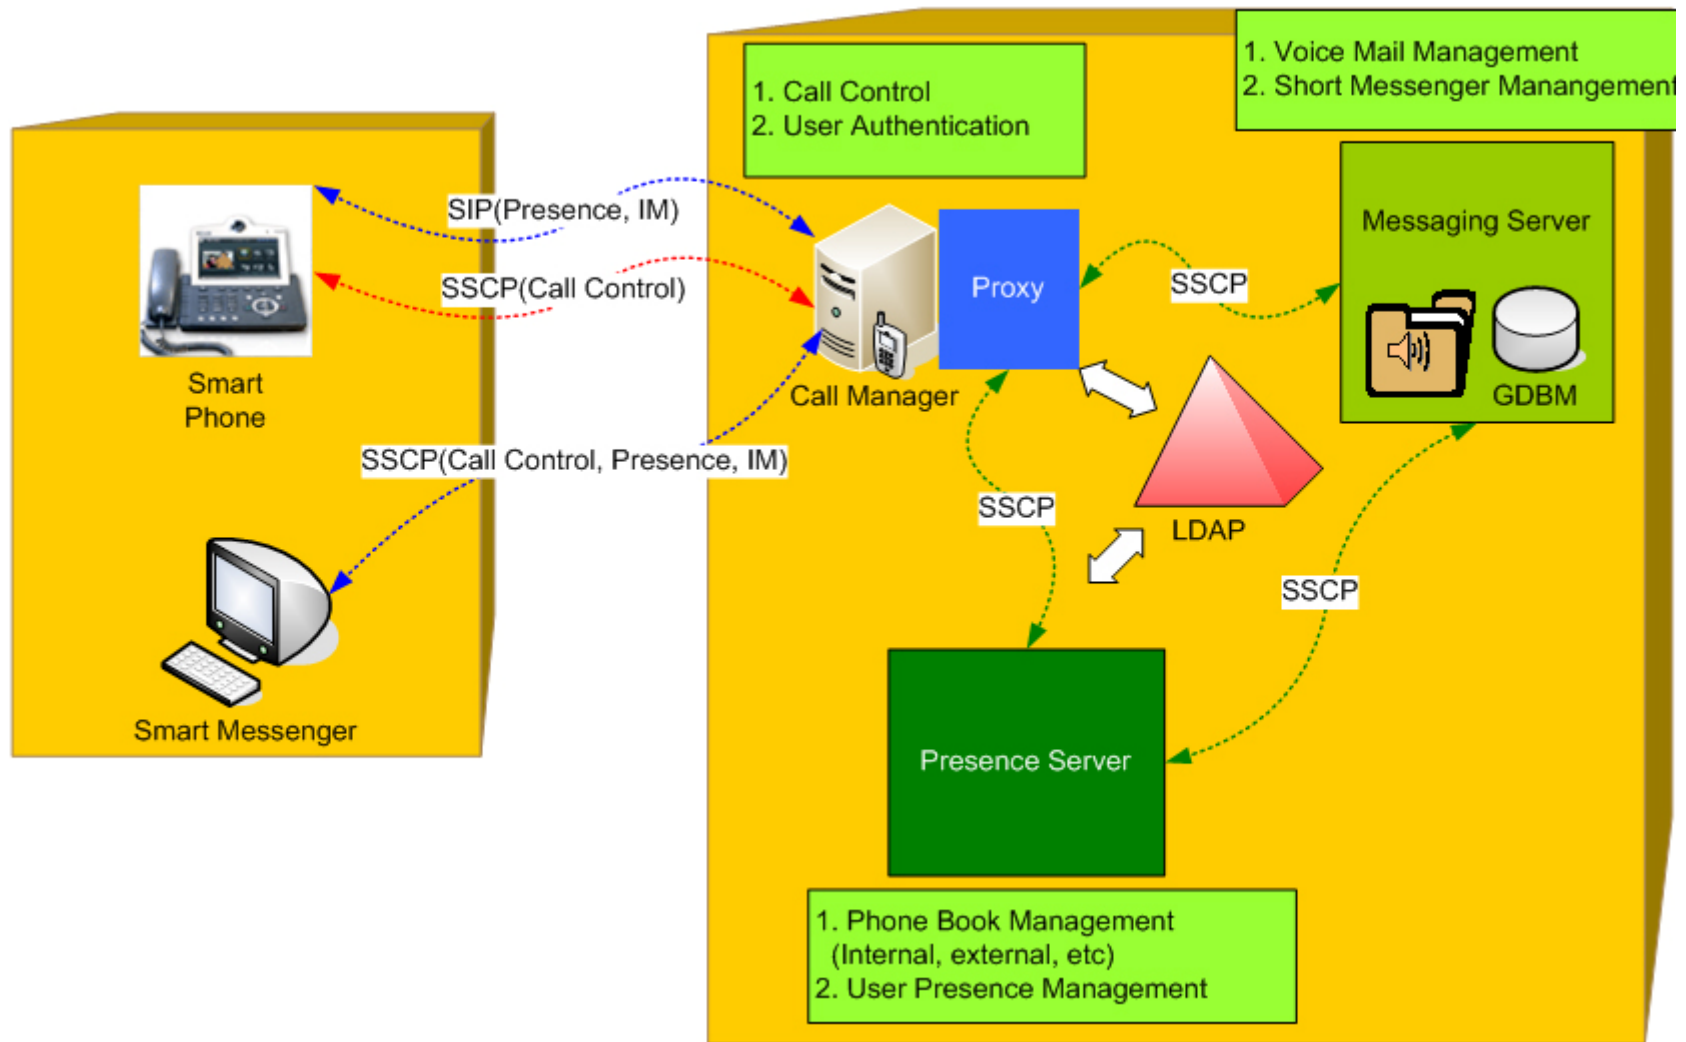 1. Call Control
2. User Authentication
1. Voice Mail Management
2. Short Messenger Manangement
SIP(Presence, IM)
SSCP(Call Control)
SSCP(Call Control, Presence, IM)
Smart
Phone
Smart Messenger
Call Manager
Proxy
SSCP
Messaging Server
GDBM
LDAP
SSCP
SSCP
Presence Server
1. Phone Book Management
(Internal, external, etc)
2. User Presence Management